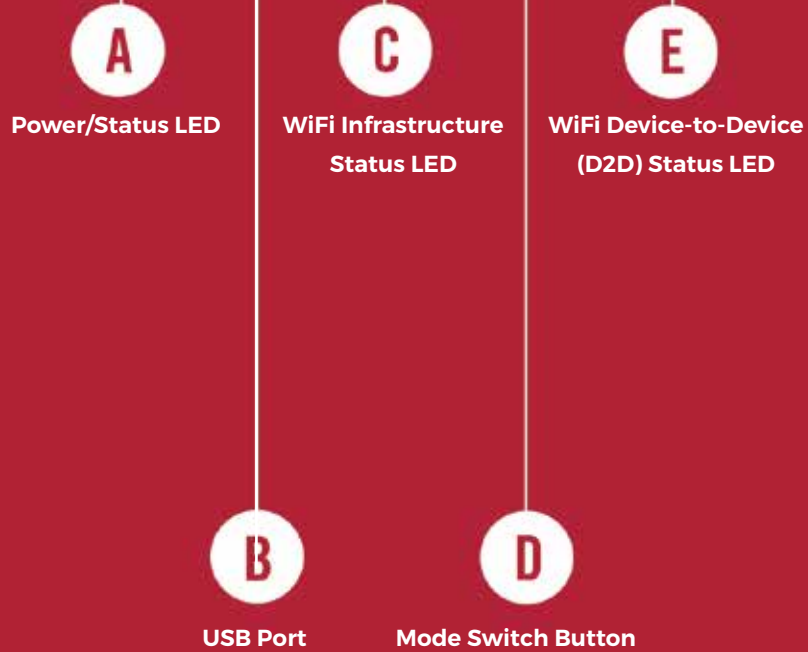 A
Power/Status LED
C
WiFi Infrastructure
Status LED
E
WiFi Device-to-Device
(D2D) Status LED
B
USB Port
D
Mode Switch Button